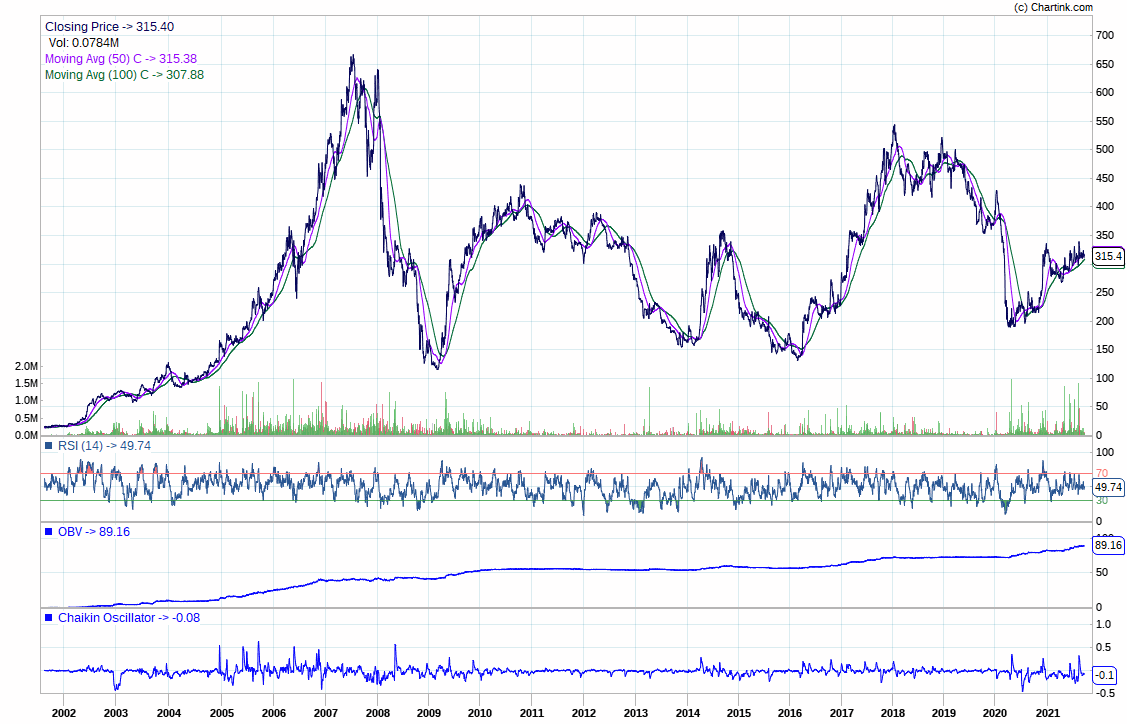 (c) Chartink.com
Closing Price -> 315.40
Vol: 0.0784M
Moving Avg (50) C -> 315.38
Moving Avg (100) C -> 307.88
700
650
600
550
500
450
400
350
315.4
250
200
150
100
50
0
2.0M
1.5M
1.0M
0.5M
0.0M
RSI (14) -> 49.74
100
70
49.74
30
0
OBV -> 89.16
100
89.16
50
0
Chaikin Oscillator -> -0.08
1.0
0.5
-0.1
-0.5
2002 2003 2004 2005 2006 2007 2008 2009 2010 2011 2012 2013 2014 2015 2016 2017 2018 2019 2020 2021